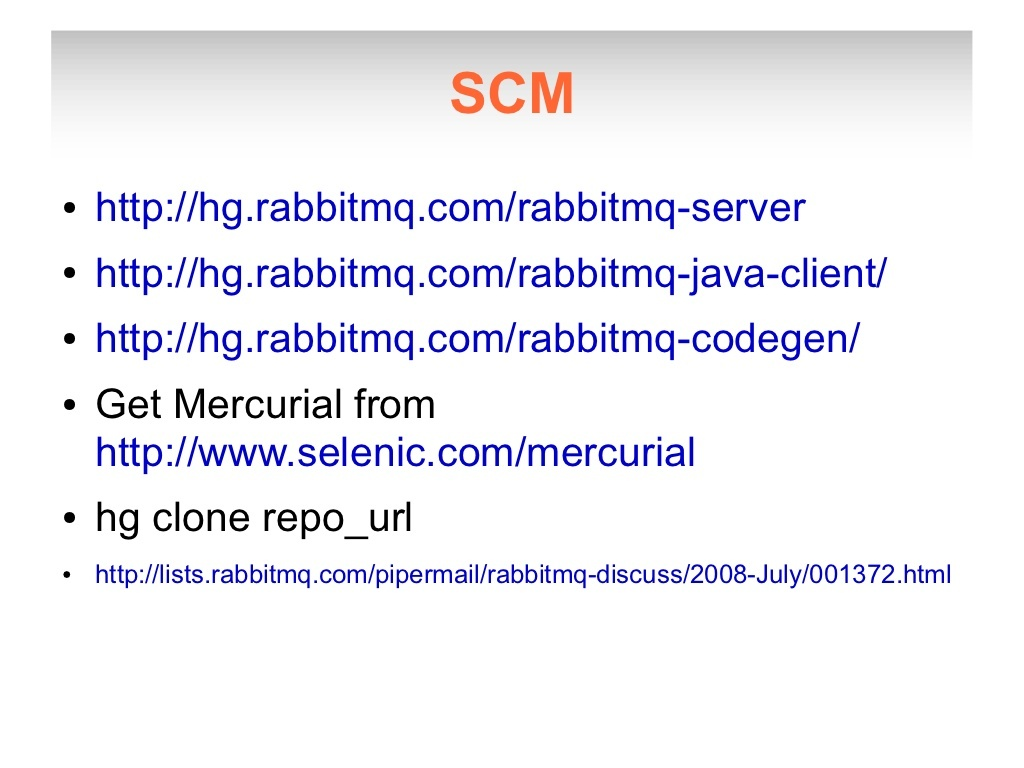 SCM
• http://hg.rabbitmq.com/rabbitmq-server
• http://hg.rabbitmq.com/rabbitmq-java-client/
• http://hg.rabbitmq.com/rabbitmq-codegen/
• Get Mercurial from
http://www.selenic.com/mercurial
• hg clone repo_url
• http://lists.rabbitmq.com/pipermail/rabbitmq-discuss/2008-July/001372.html